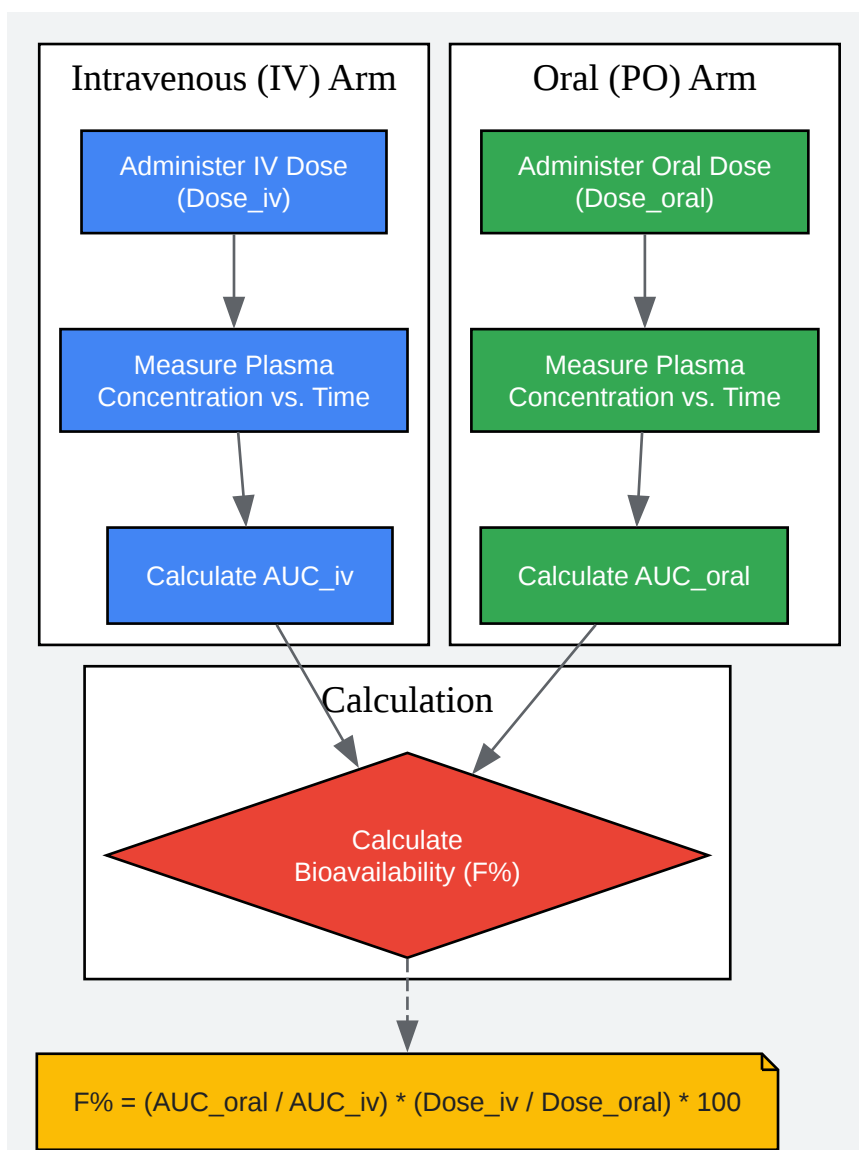 Intravenous (IV) Arm
Administer IV Dose
(Dose_iv)
Measure Plasma
Concentration vs. Time
Calculate AUC_iv
Oral (PO) Arm
Administer Oral Dose
(Dose_oral)
Measure Plasma
Concentration vs. Time
Calculate AUC_oral
Calculation
Calculate
Bioavailability (F%)
F% = (AUC_oral / AUC_iv) * (Dose_iv / Dose_oral) * 100